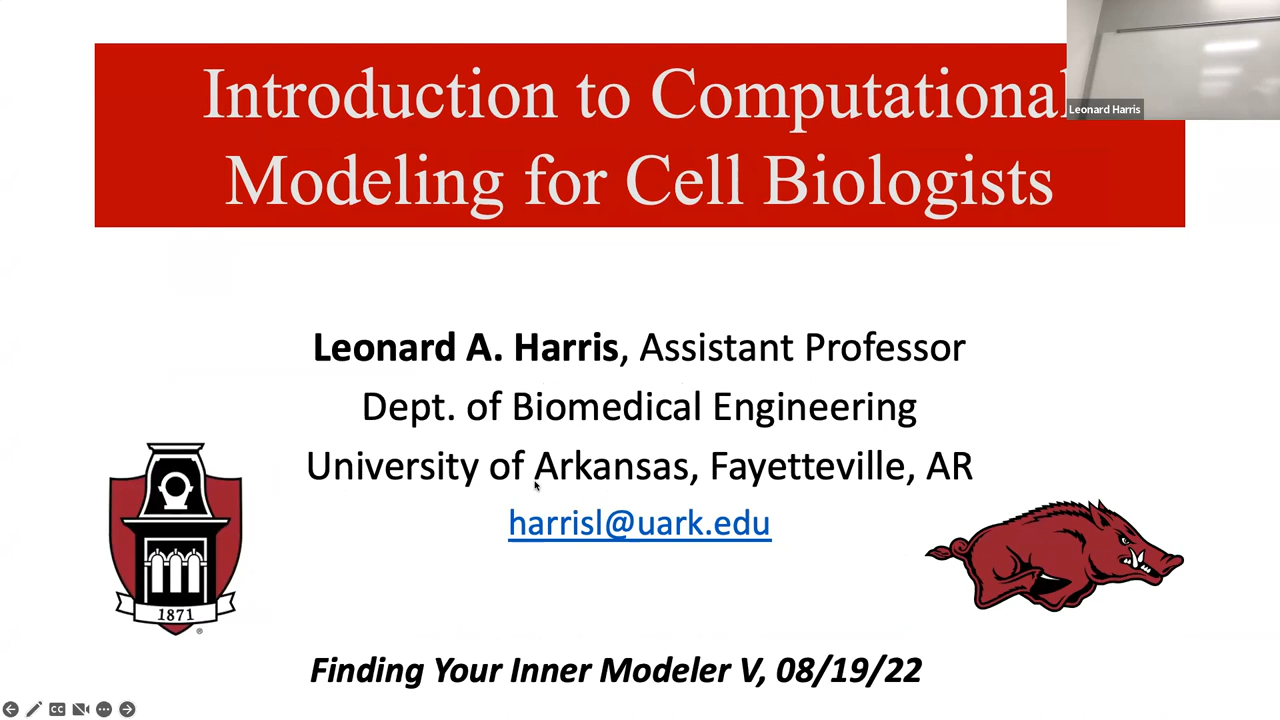 Introduction to Computational
Modeling for Cell Biologists
Leonard Harris
Leonard A. Harris, Assistant Professor
Dept. of Biomedical Engineering
University of Arkansas, Fayetteville, AR
harrisl@uark.edu
1871
®
Finding Your Inner Modeler V, 08/19/22
CC